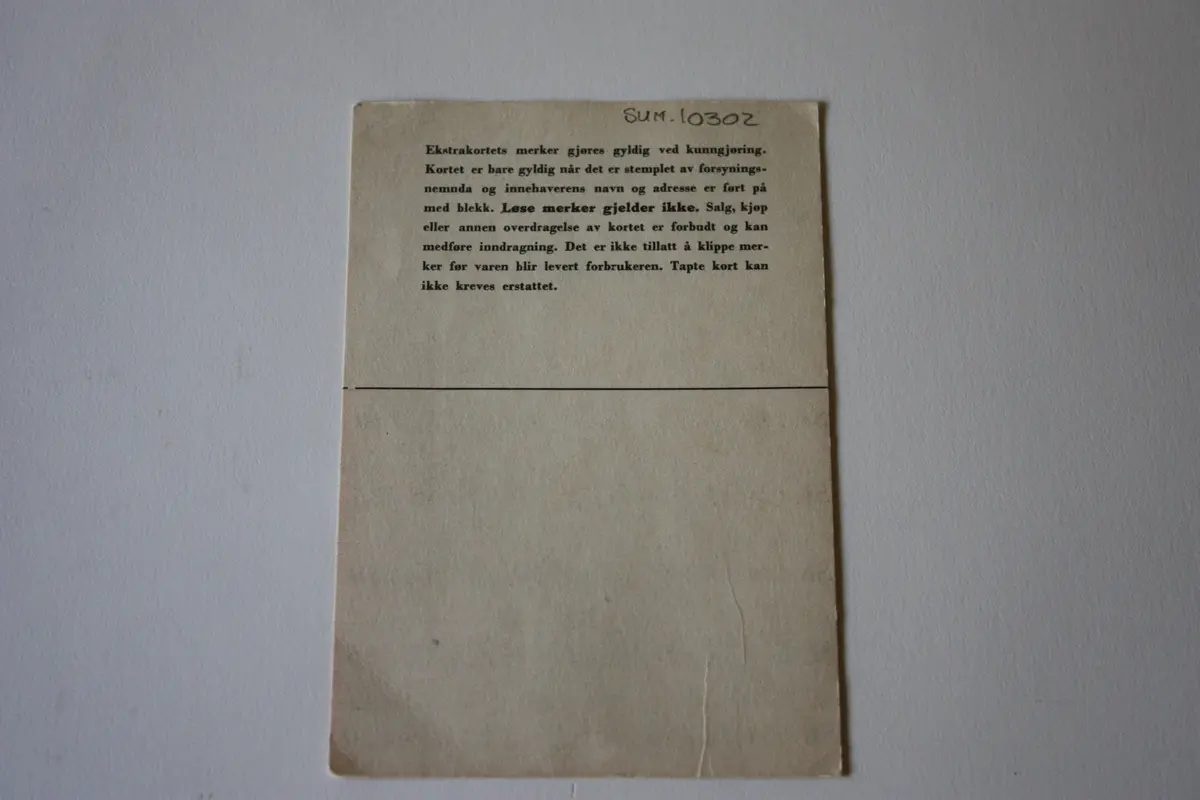 SUM. 10302
Ekstrakortets merker gjøres gyldig ved kunngjøring.
Kortet er bare gyldig når det er stemplet av forsynings-
nemnda og innehaverens navn og adresse er ført på
med blekk. Løse merker gjelder ikke. Salg, kjøp
eller annen overdragelse av kortet er forbudt og kan
medføre inndragning. Det er ikke tillatt å klippe mer-
ker før varen blir levert forbrukeren. Tapte kort kan
ikke kreves erstattet.